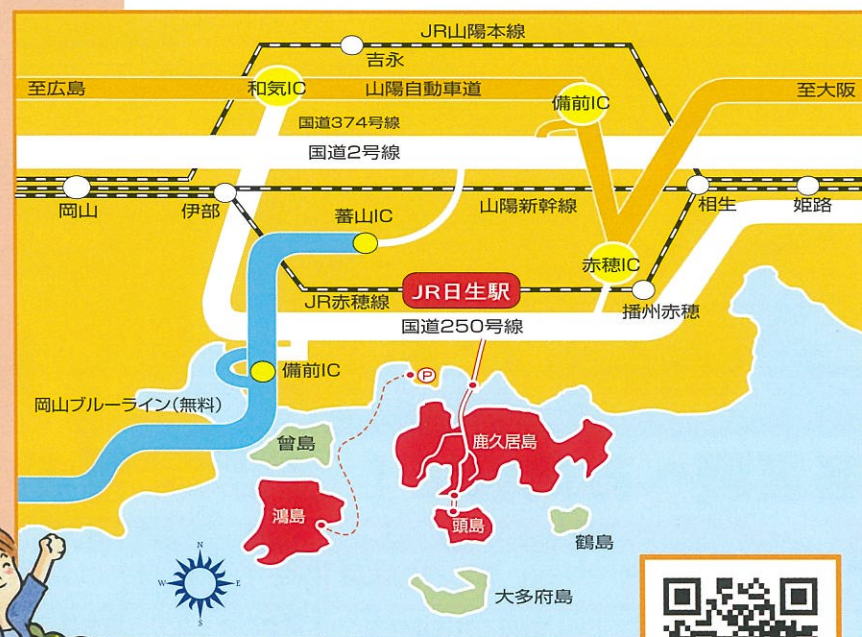 JR山陽本線
吉永
至広島
和気IC
山陽自動車道
備前IC
至大阪
国道374号線
国道2号線
岡山
伊部
山陽新幹線
相生
姫路
蕃山IC
赤穂IC
JR赤穂線
JR日生駅
播州赤穂
国道250号線
備前IC
P
岡山ブルーライン(無料)
曾島
鹿久居島
鴻島
頭島
鶴島
大多府島
N
W
E
S